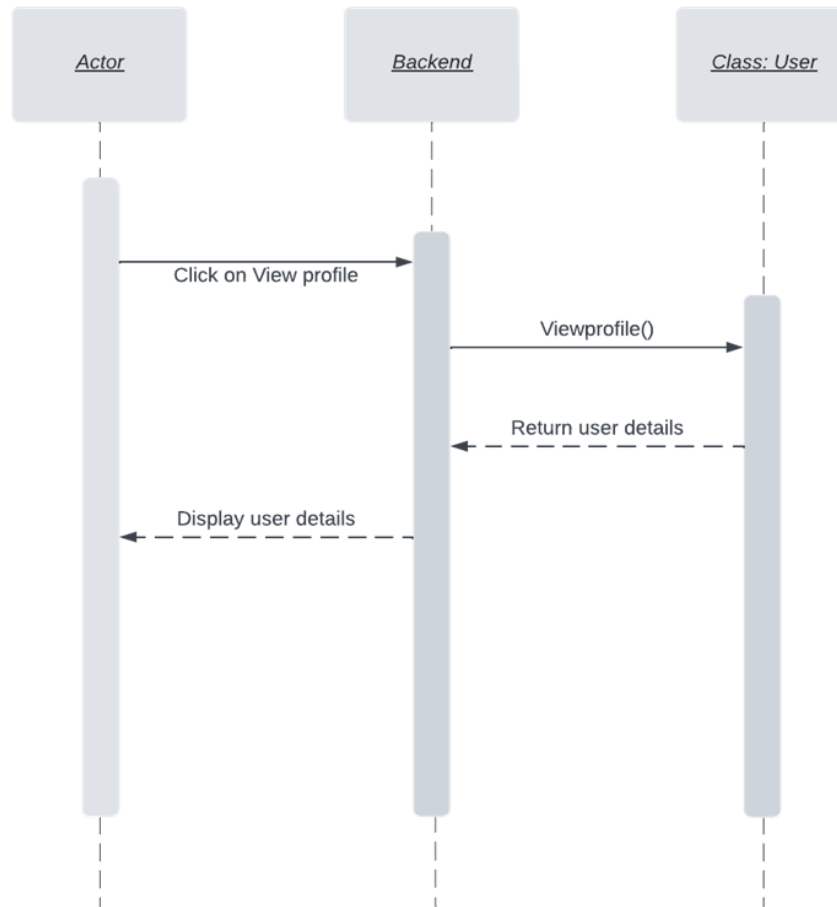 Actor
Backend
Class: User
Click on View profile
Viewprofile()
Return user details
Display user details